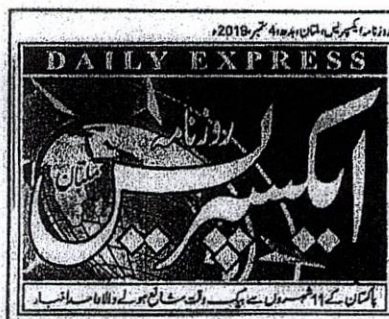 روزنامہ ایکسپریس، ملتان، بدھ، 4 ستمبر 2019ء
DAILY EXPRESS
روزنامہ
ایکسپریس
ملتان
پاکستان کے 11 شہروں سے بیک وقت شائع ہونے والا واحد اخبار